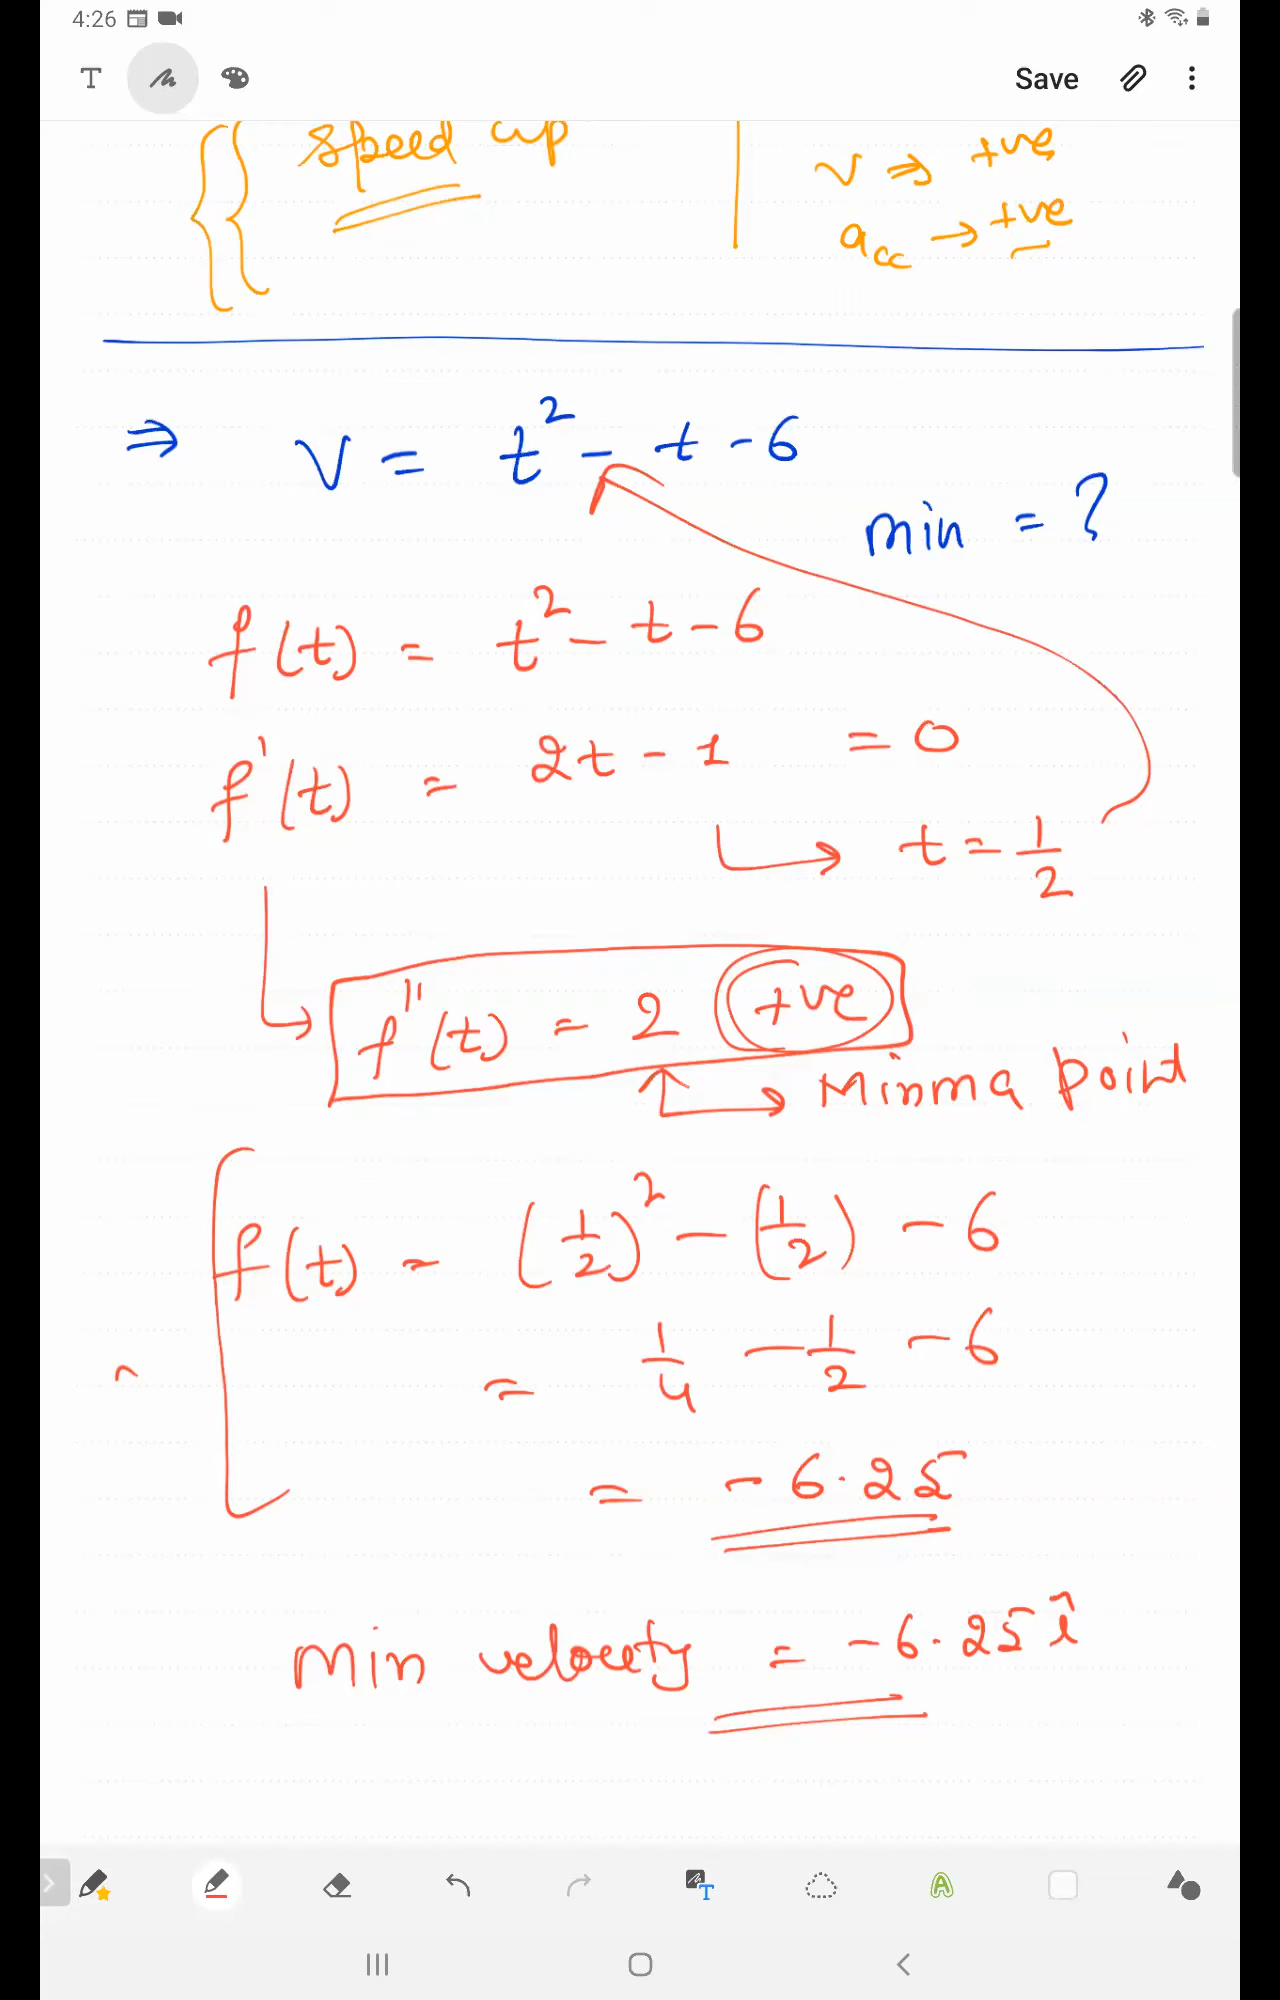 4:26
T Save
speed up
v ⇒ +ve
acc → +ve
⇒ v = t² - t - 6
min = ?
f(t) = t² - t - 6
f'(t) = 2t - 1 = 0
t = 1/2
f''(t) = 2 +ve
Minma point
f(t) = (1/2)² - (1/2) - 6
= 1/4 - 1/2 - 6
= - 6.25
Min velocety = - 6.25 î